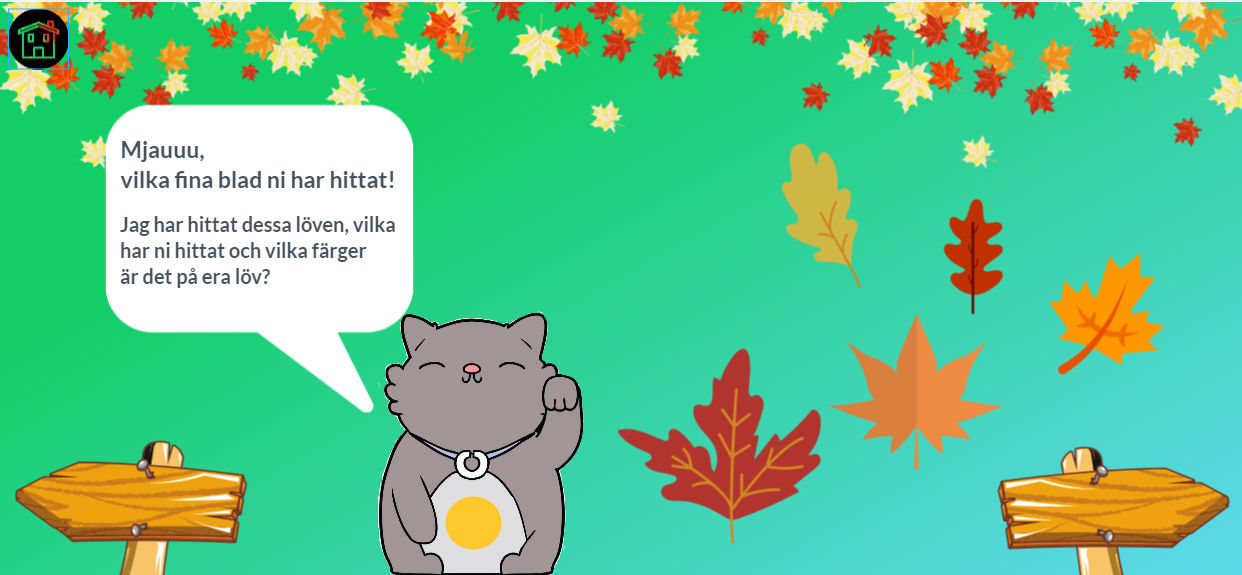 Mjauuu,
vilka fina blad ni har hittat!
Jag har hittat dessa löven, vilka
har ni hittat och vilka färger
är det på era löv?